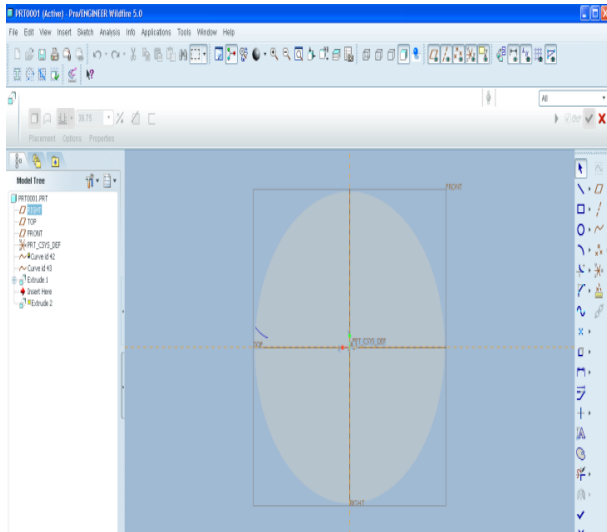 PRT0001 (Active) - Pro/ENGINEER Wildfire 5.0
File Edit View Insert Sketch Analysis Info Applications Tools Window Help
All
36.75
Placement Options Properties
Model Tree
PRT0001.PRT
RIGHT
TOP
FRONT
PRT_CSYS_DEF
Curve id 42
Curve id 43
Extrude 1
Insert Here
Extrude 2
FRONT
TOP
PRT_CSYS_DEF
RIGHT